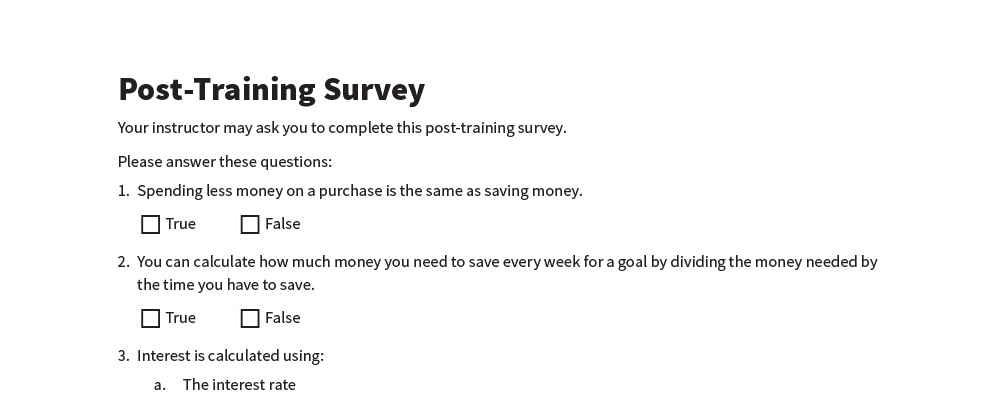 Post-Training Survey
Your instructor may ask you to complete this post-training survey.
Please answer these questions:
1. Spending less money on a purchase is the same as saving money.
True False
2. You can calculate how much money you need to save every week for a goal by dividing the money needed by
the time you have to save.
True False
3. Interest is calculated using:
a. The interest rate